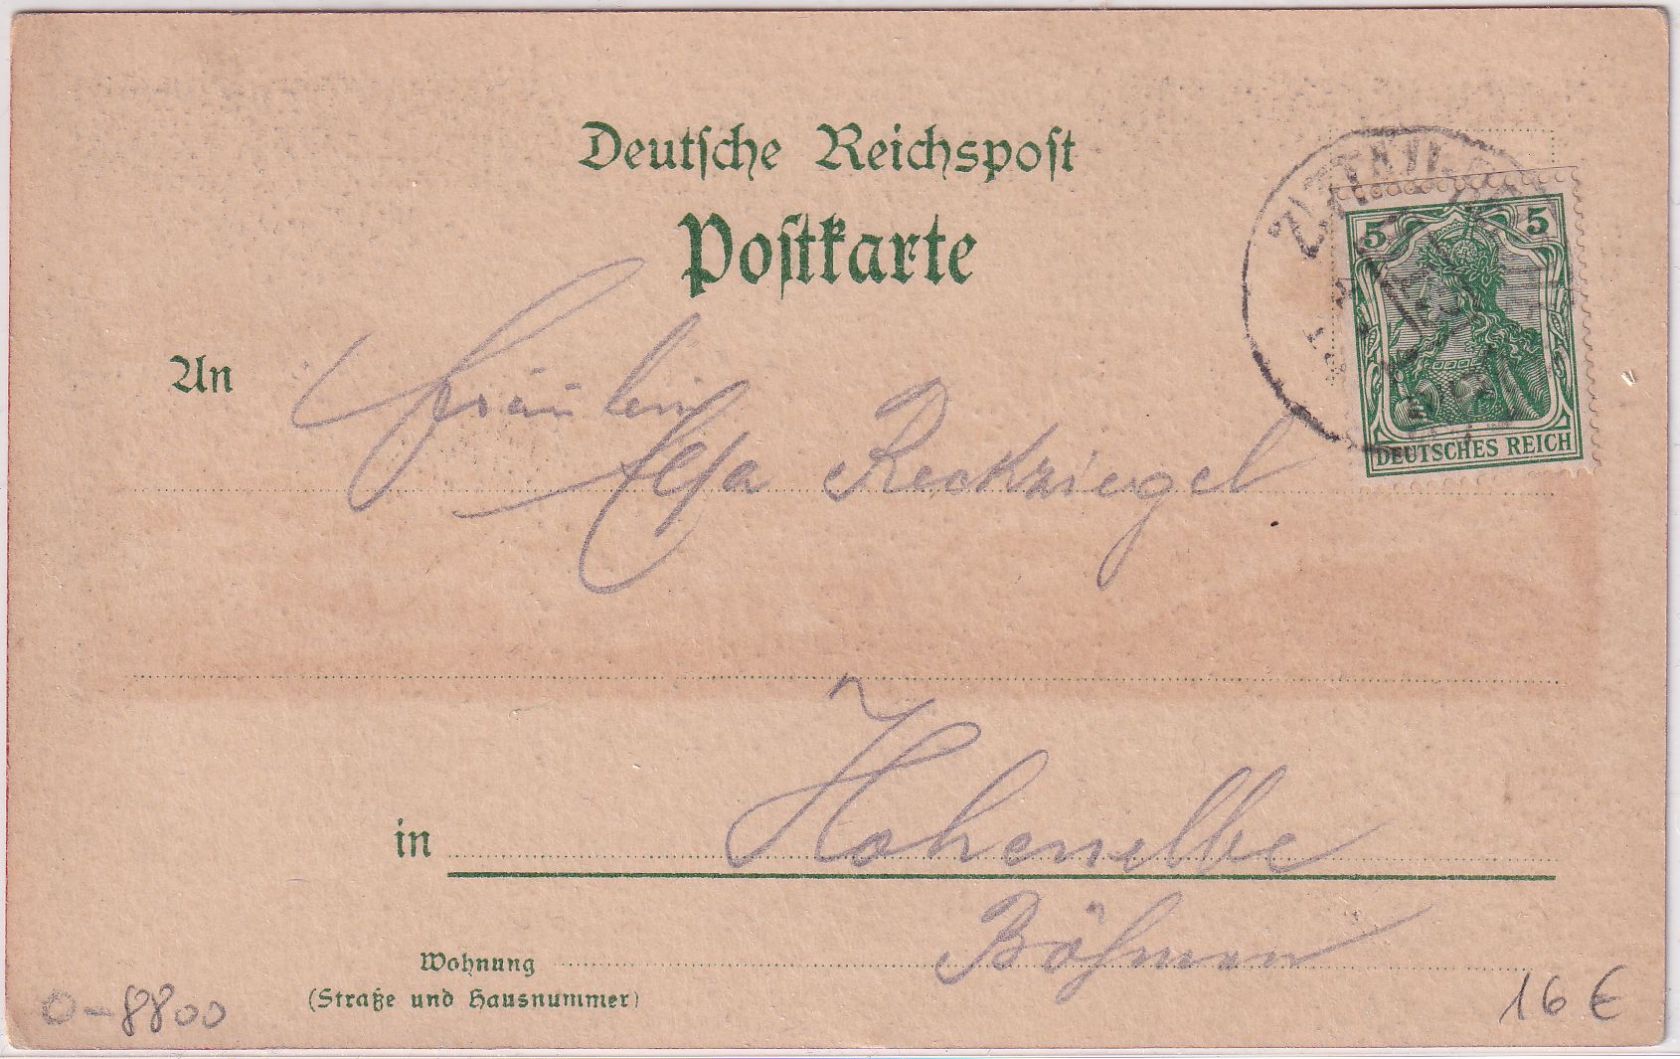 Deutsche Reichspost
Postkarte
5 5
DEUTSCHES REICH
An Fräulein
Elsa Reckziegel
in Hohenelbe
Böhmen
Wohnung
(Straße und Hausnummer)
O-8800
16 €